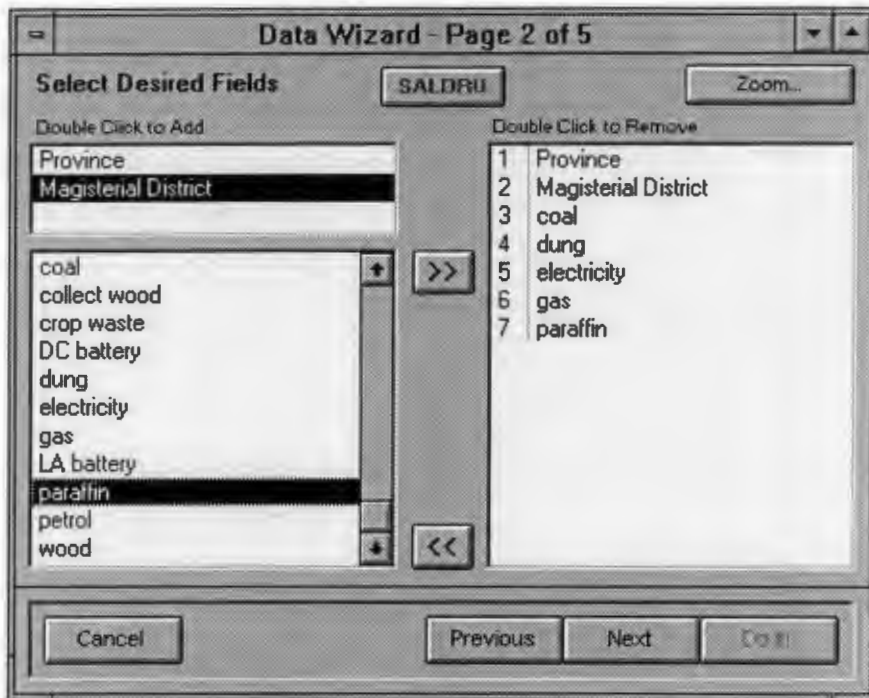 Data Wizard - Page 2 of 5
Select Desired Fields
SALDRU
Zoom...
Double Click to Add
Double Click to Remove
Province
Magisterial District
coal
collect wood
crop waste
DC battery
dung
electricity
gas
LA battery
paraffin
petrol
wood
>>
<<
1 Province
2 Magisterial District
3 coal
4 dung
5 electricity
6 gas
7 paraffin
Cancel
Previous
Next
Do it!